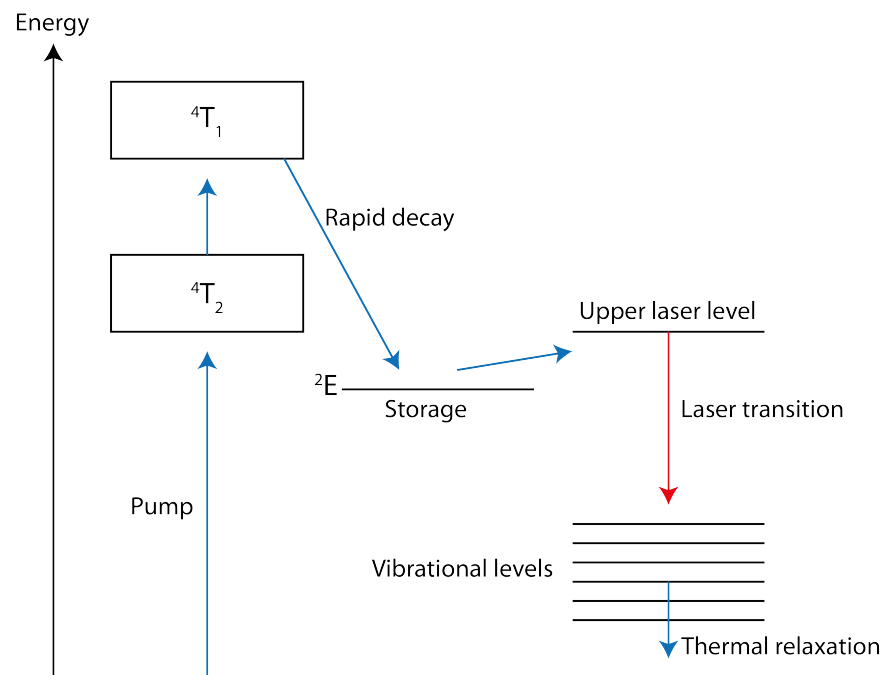 Energy
⁴T₁
Rapid decay
⁴T₂
Upper laser level
²E
Storage
Laser transition
Pump
Vibrational levels
Thermal relaxation